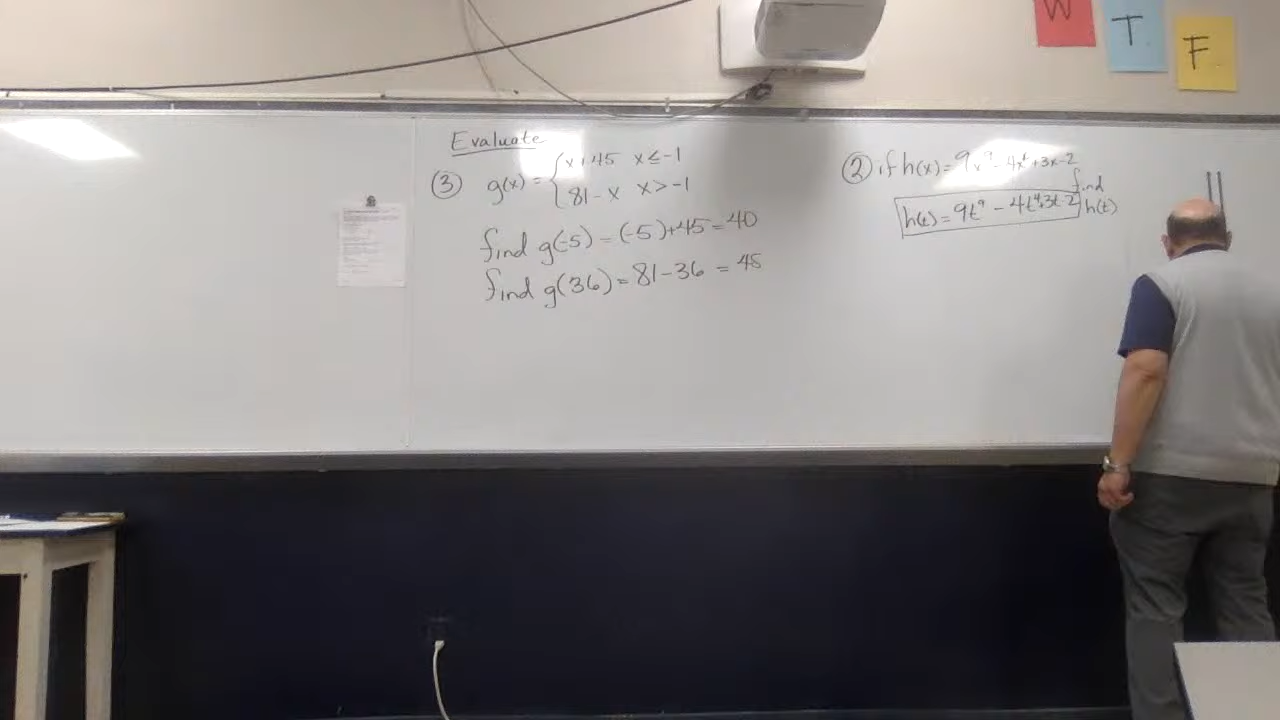 W
T
F
Evaluate
③ g(x) = { x+45 x ≤ -1
81 - x x > -1
find g(-5) = (-5)+45 = 40
find g(36) = 81 - 36 = 45
② if h(x) = 9x⁹ - 4x⁴ + 3x - 2
find h(t)
h(t) = 9t⁹ - 4t⁴+3t-2